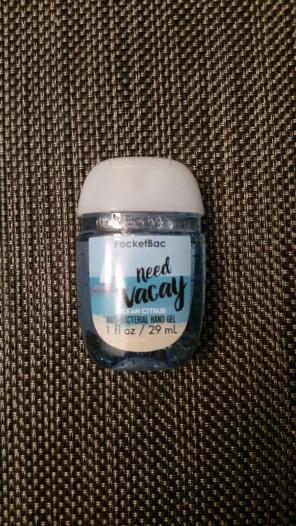 PocketBac
need
vacay
OCEAN CITRUS
ANTI-BACTERIAL HAND GEL
1 fl oz / 29 mL